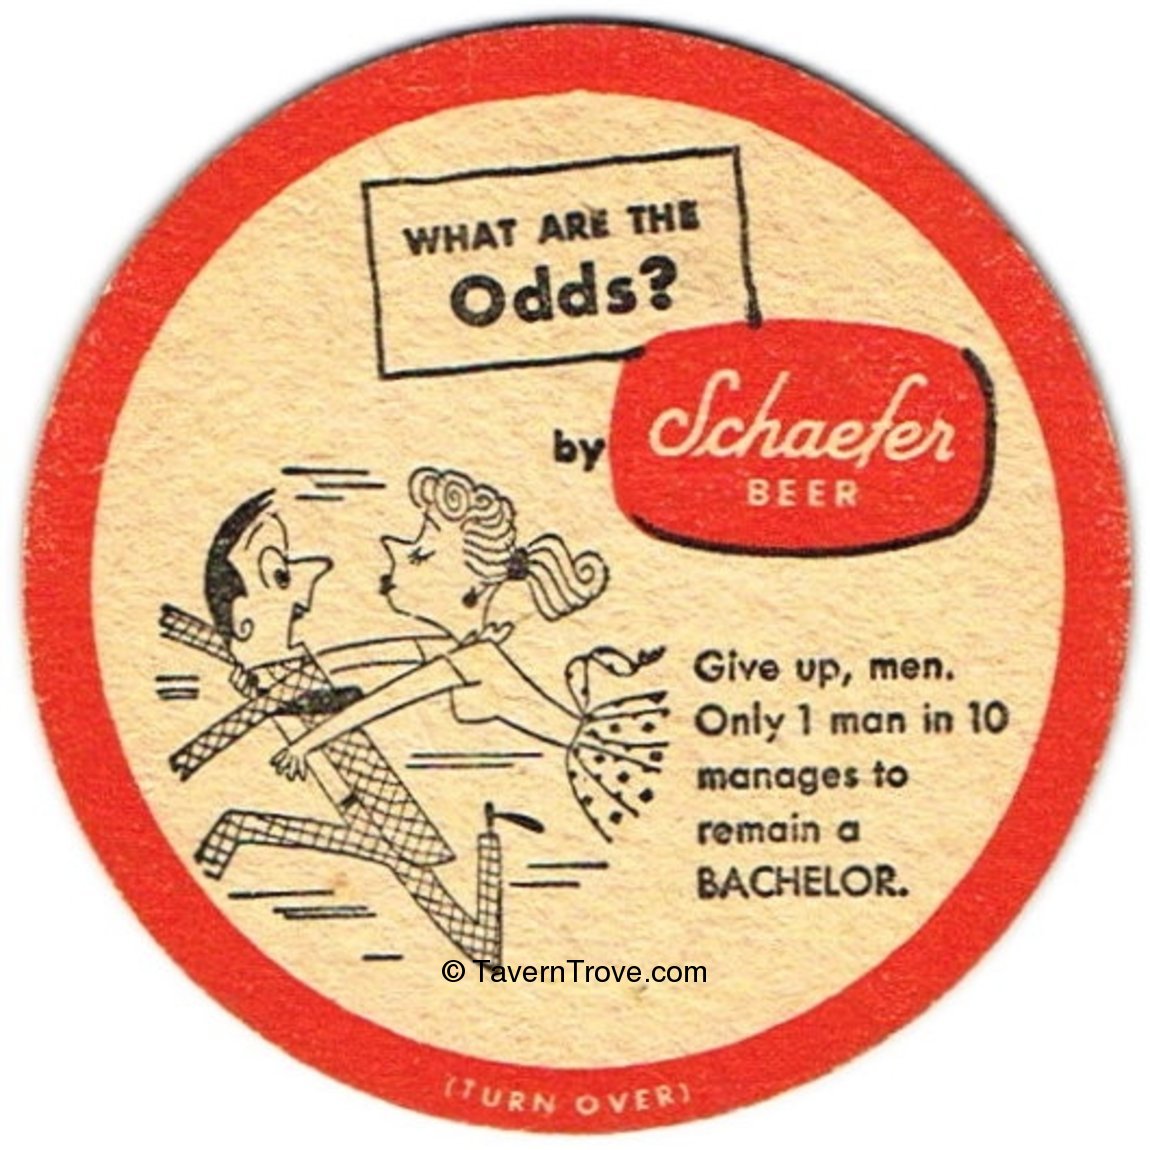 WHAT ARE THE
Odds?
by Schaefer
BEER
Give up, men.
Only 1 man in 10
manages to
remain a
BACHELOR.
© TavernTrove.com
(TURN OVER)